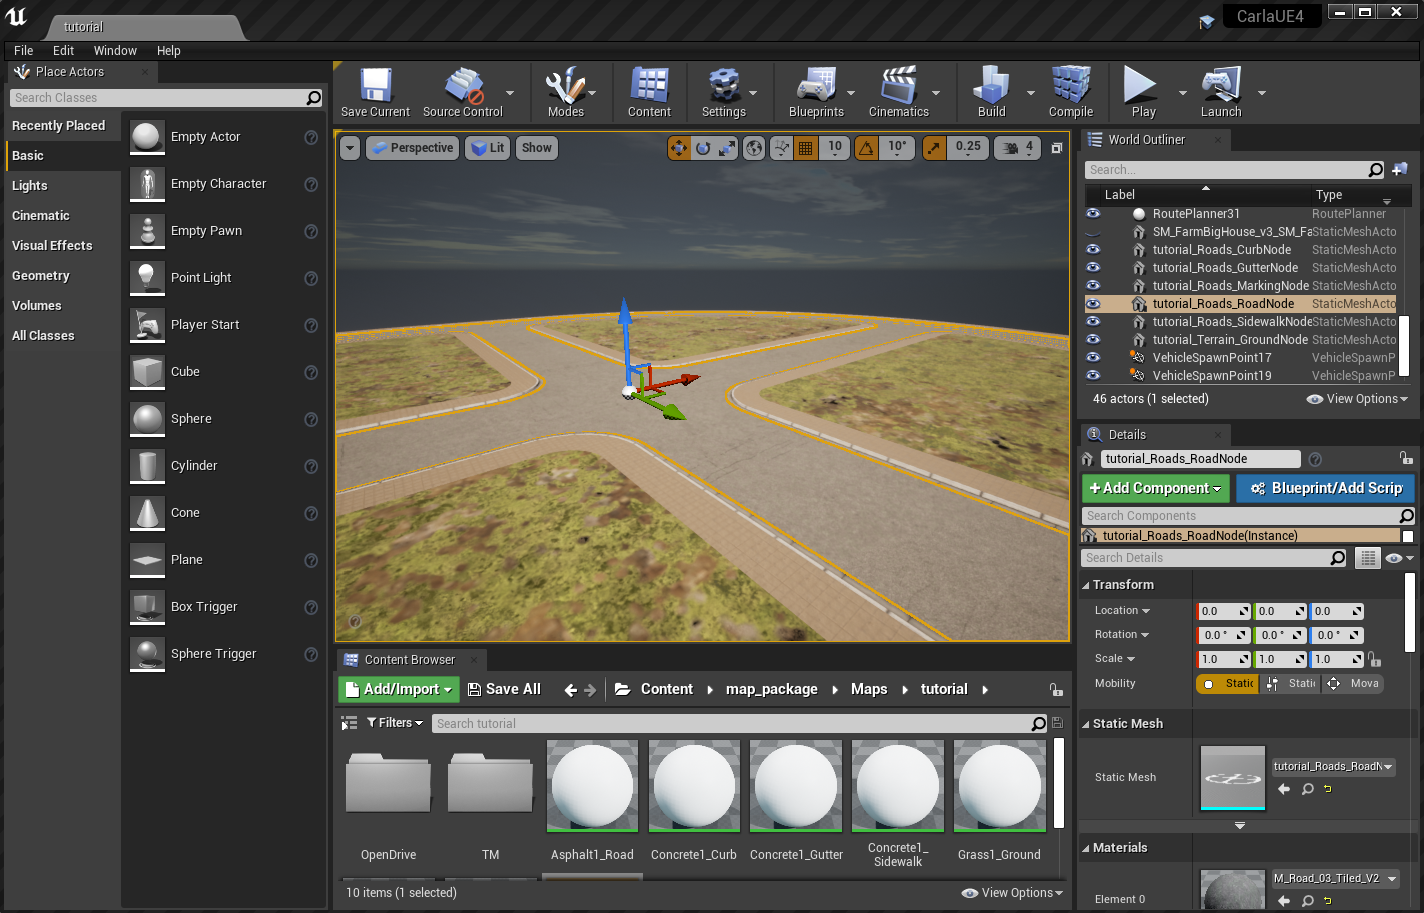 tutorial
CarlaUE4
File Edit Window Help
Place Actors
Search Classes
Recently Placed
Basic
Lights
Cinematic
Visual Effects
Geometry
Volumes
All Classes
Empty Actor
Empty Character
Empty Pawn
Point Light
Player Start
Cube
Sphere
Cylinder
Cone
Plane
Box Trigger
Sphere Trigger
Save Current Source Control Modes Content Settings Blueprints Cinematics Build Compile Play Launch
Perspective Lit Show 10 10° 0.25 4
World Outliner
Search...
Label Type
RoutePlanner31 RoutePlanner
SM_FarmBigHouse_v3_SM_Fa StaticMeshActo
tutorial_Roads_CurbNode StaticMeshActo
tutorial_Roads_GutterNode StaticMeshActo
tutorial_Roads_MarkingNode StaticMeshActo
tutorial_Roads_RoadNode StaticMeshActo
tutorial_Roads_SidewalkNode StaticMeshActo
tutorial_Terrain_GroundNode StaticMeshActo
VehicleSpawnPoint17 VehicleSpawnP
VehicleSpawnPoint19 VehicleSpawnP
46 actors (1 selected) View Options
Details
tutorial_Roads_RoadNode
+Add Component Blueprint/Add Scrip
Search Components
tutorial_Roads_RoadNode(Instance)
Search Details
Transform
Location 0.0 0.0 0.0
Rotation 0.0 ° 0.0 ° 0.0 °
Scale 1.0 1.0 1.0
Mobility Static Static Mova
Static Mesh
Static Mesh tutorial_Roads_RoadN
Materials
Element 0 M_Road_03_Tiled_V2
Content Browser
Add/Import Save All Content map_package Maps tutorial
Filters Search tutorial
OpenDrive
TM
Asphalt1_Road
Concrete1_Curb
Concrete1_Gutter
Concrete1_
Sidewalk
Grass1_Ground
10 items (1 selected) View Options